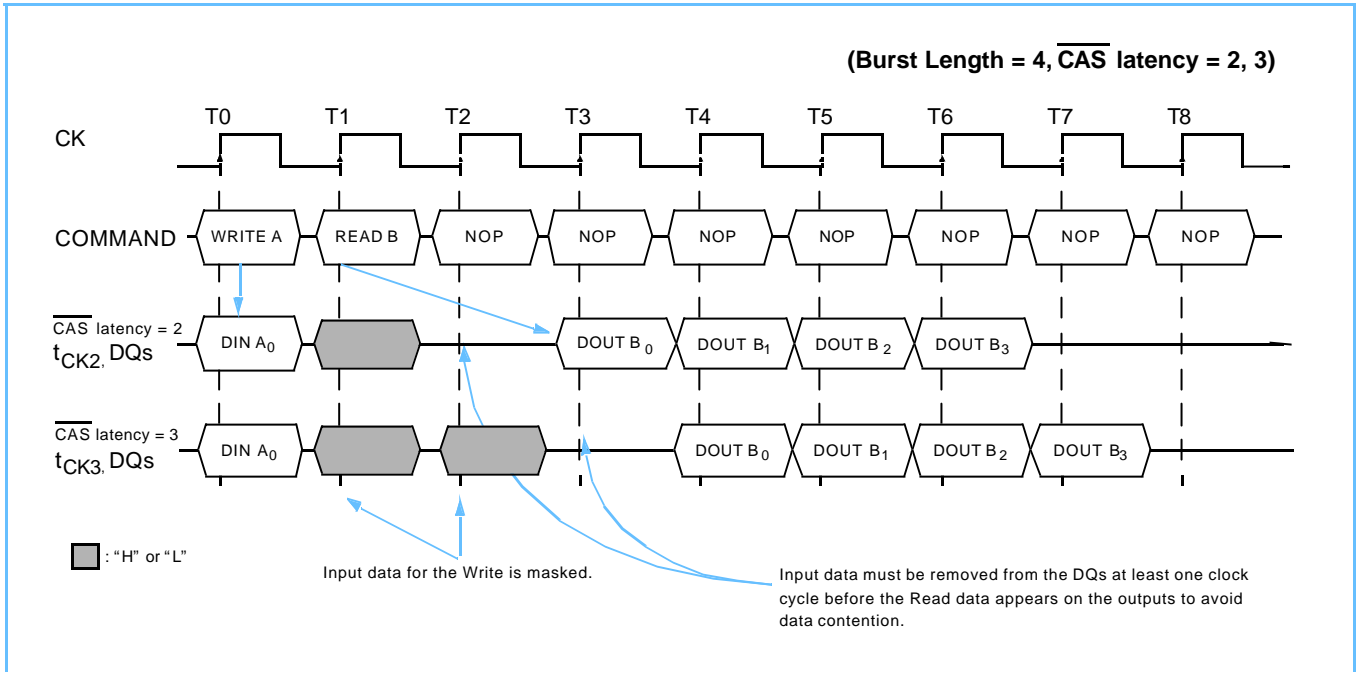 (Burst Length = 4, CAS latency = 2, 3)
T0 T1 T2 T3 T4 T5 T6 T7 T8
CK
COMMAND WRITE A READ B NOP NOP NOP NOP NOP NOP NOP
CAS latency = 2
tCK2, DQs DIN A0 DOUT B0 DOUT B1 DOUT B2 DOUT B3
CAS latency = 3
tCK3, DQs DIN A0 DOUT B0 DOUT B1 DOUT B2 DOUT B3
: "H" or "L"
Input data for the Write is masked.
Input data must be removed from the DQs at least one clock
cycle before the Read data appears on the outputs to avoid
data contention.